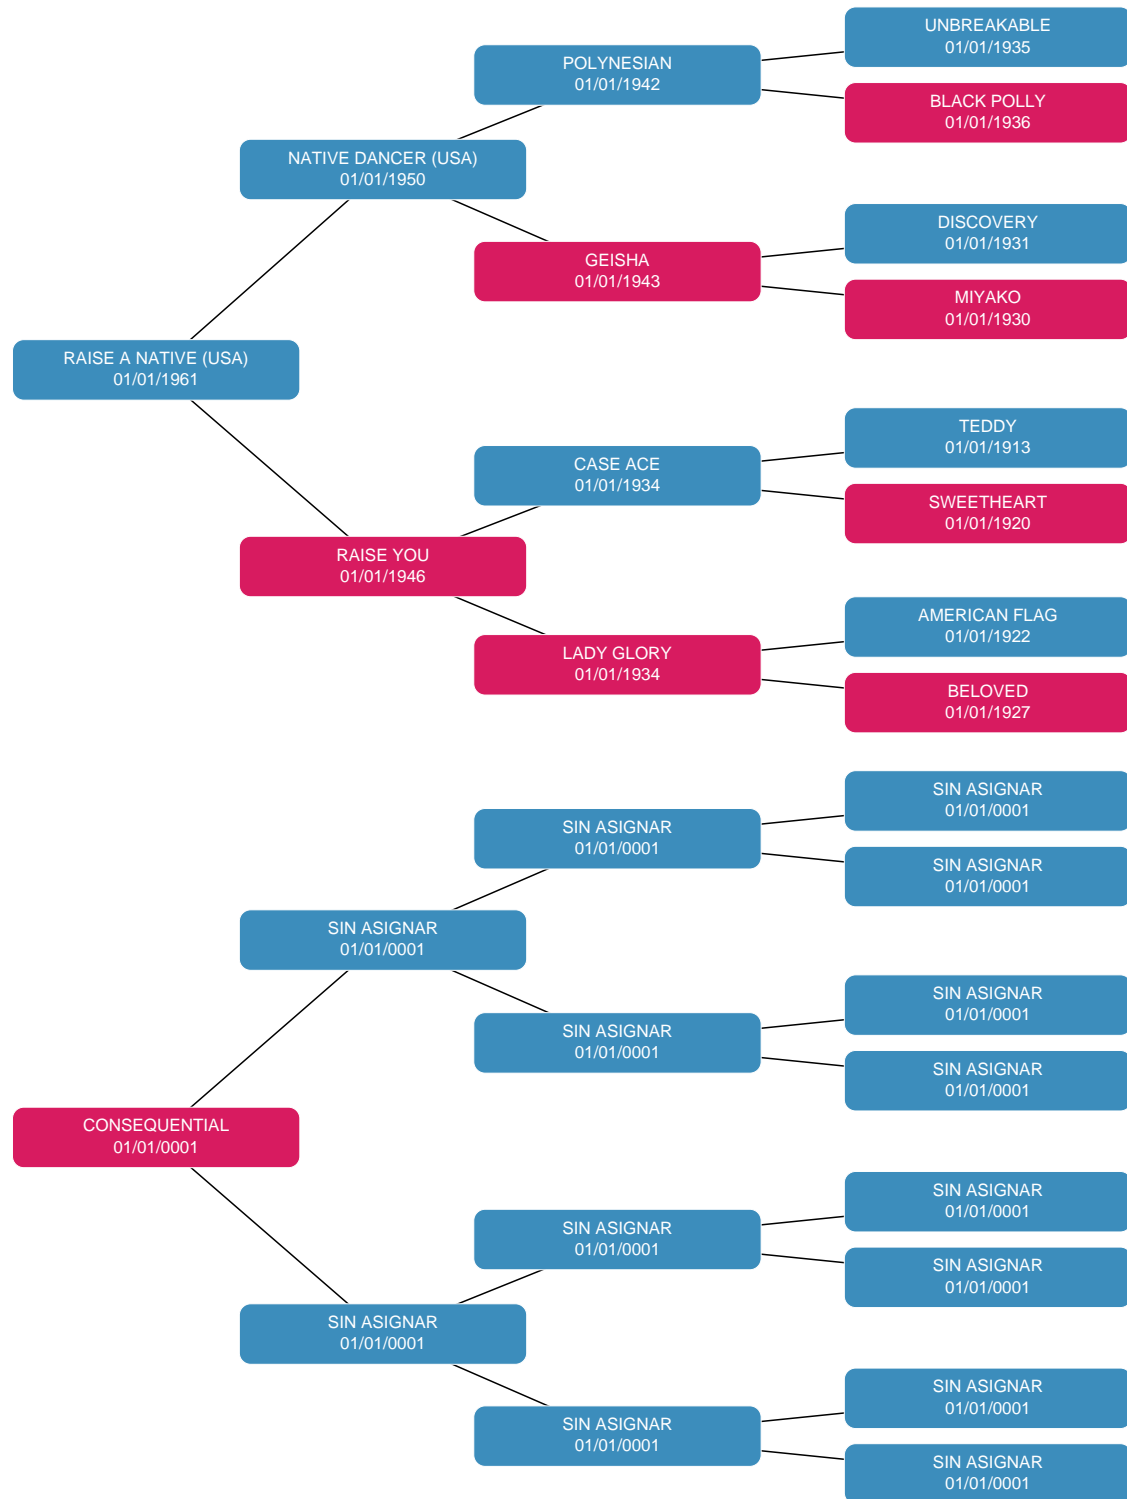 UNBREAKABLE
01/01/1935
POLYNESIAN
01/01/1942
BLACK POLLY
01/01/1936
NATIVE DANCER (USA)
01/01/1950
DISCOVERY
01/01/1931
GEISHA
01/01/1943
MIYAKO
01/01/1930
RAISE A NATIVE (USA)
01/01/1961
TEDDY
01/01/1913
CASE ACE
01/01/1934
SWEETHEART
01/01/1920
RAISE YOU
01/01/1946
AMERICAN FLAG
01/01/1922
LADY GLORY
01/01/1934
BELOVED
01/01/1927
SIN ASIGNAR
01/01/0001
SIN ASIGNAR
01/01/0001
SIN ASIGNAR
01/01/0001
SIN ASIGNAR
01/01/0001
SIN ASIGNAR
01/01/0001
SIN ASIGNAR
01/01/0001
SIN ASIGNAR
01/01/0001
CONSEQUENTIAL
01/01/0001
SIN ASIGNAR
01/01/0001
SIN ASIGNAR
01/01/0001
SIN ASIGNAR
01/01/0001
SIN ASIGNAR
01/01/0001
SIN ASIGNAR
01/01/0001
SIN ASIGNAR
01/01/0001
SIN ASIGNAR
01/01/0001